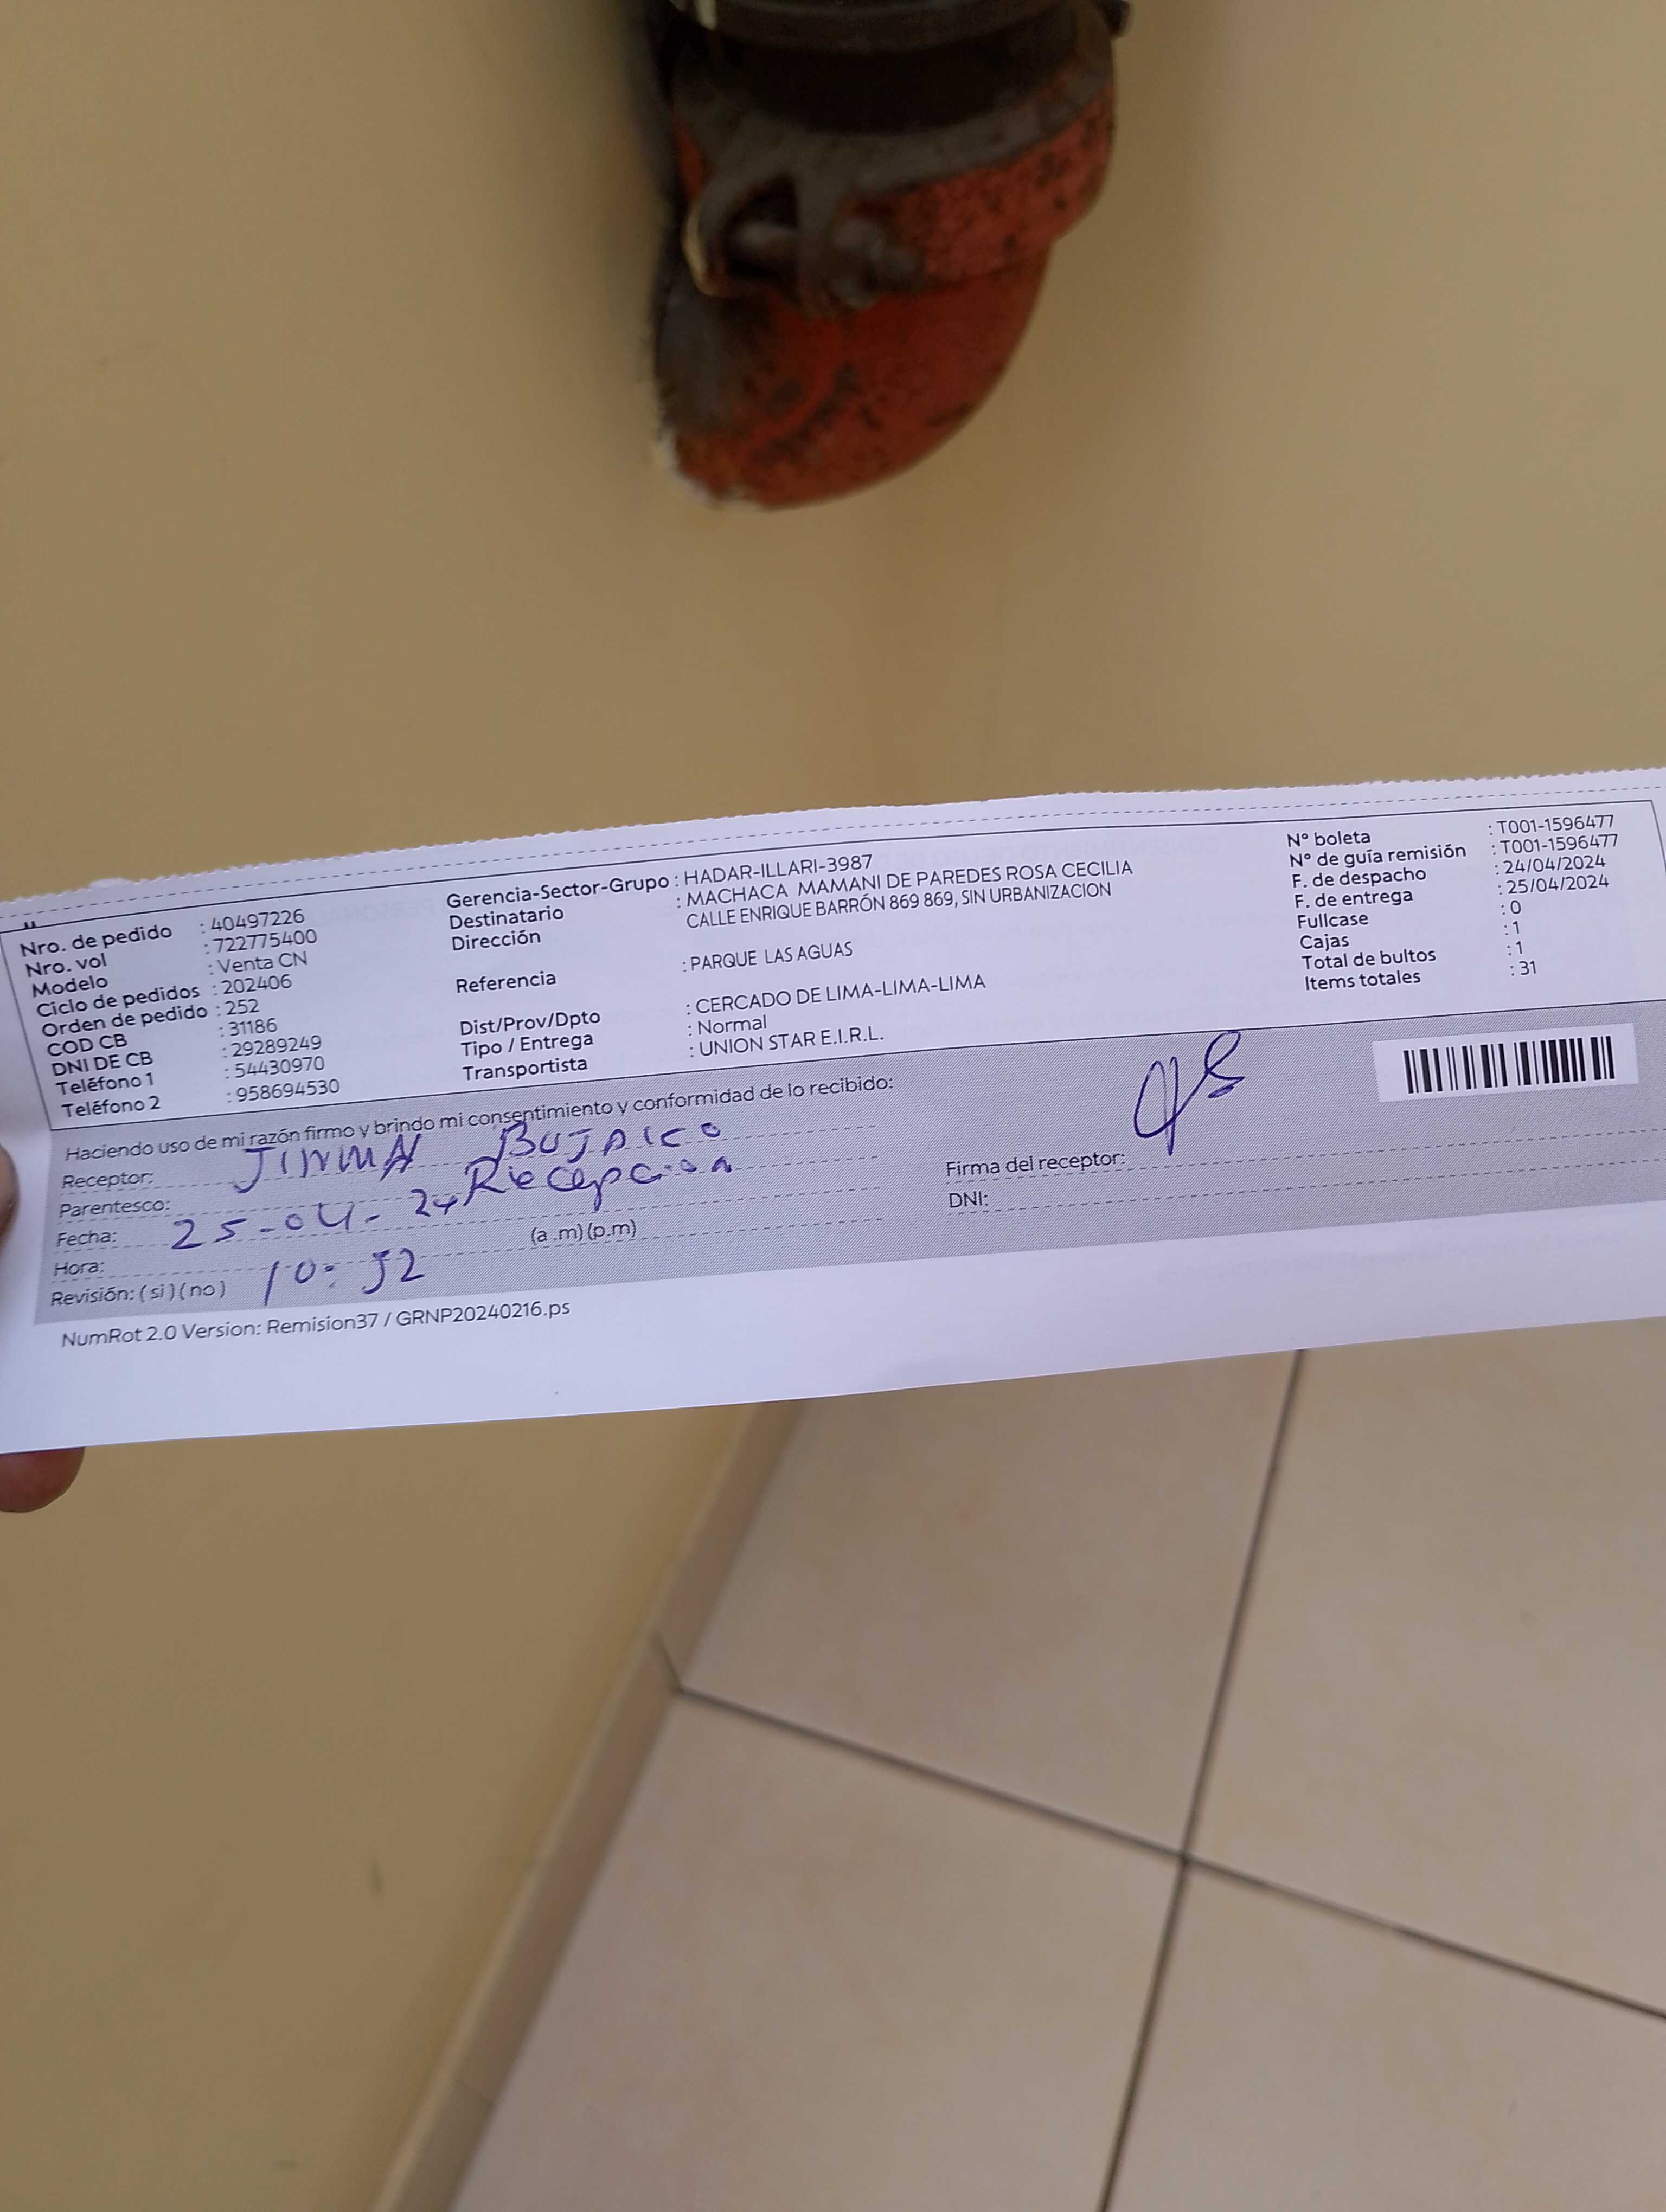 Nro. de pedido : 40497226
Nro. vol : 722775400
Modelo : Venta CN
Ciclo de pedidos : 202406
Orden de pedido : 252
COD CB : 31186
DNI DE CB : 29289249
Teléfono 1 : 54430970
Teléfono 2 : 958694530
Gerencia-Sector-Grupo : HADAR-ILLARI-3987
Destinatario : MACHACA MAMANI DE PAREDES ROSA CECILIA
Dirección CALLE ENRIQUE BARRÓN 869 869, SIN URBANIZACION
Referencia : PARQUE LAS AGUAS
Dist/Prov/Dpto : CERCADO DE LIMA-LIMA-LIMA
Tipo / Entrega : Normal
Transportista : UNION STAR E.I.R.L.
N° boleta : T001-1596477
N° de guía remisión : T001-1596477
F. de despacho : 24/04/2024
F. de entrega : 25/04/2024
Fullcase : 0
Cajas : 1
Total de bultos : 1
Items totales : 31
Haciendo uso de mi razón firmo y brindo mi consentimiento y conformidad de lo recibido:
Receptor:
Parentesco: Recepcion
Fecha: 25-04-24
Hora: 10:52 (a.m)(p.m)
Revisión: (si)(no)
Firma del receptor:
DNI:
NumRot 2.0 Version: Remision37 / GRNP20240216.ps